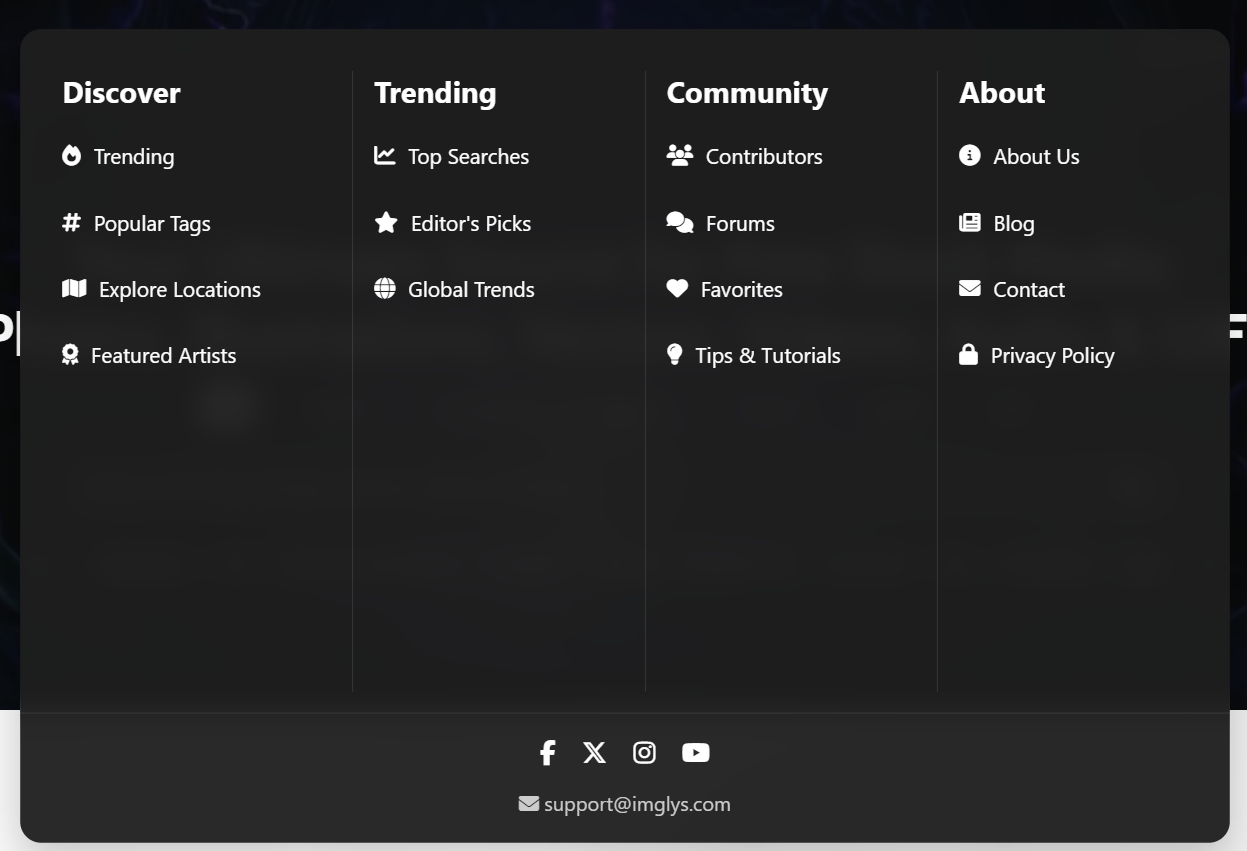 Discover
Trending
Popular Tags
Explore Locations
Featured Artists
Trending
Top Searches
Editor's Picks
Global Trends
Community
Contributors
Forums
Favorites
Tips & Tutorials
About
About Us
Blog
Contact
Privacy Policy
support@imglys.com